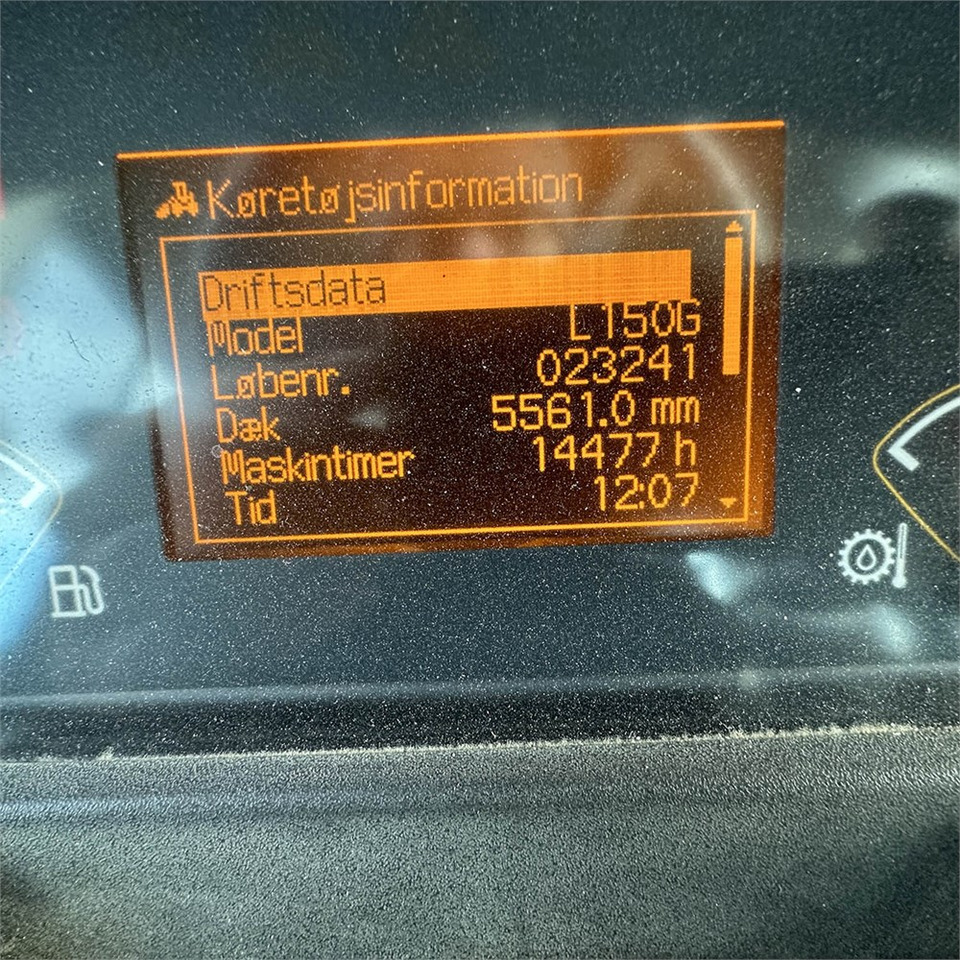 Køretøjsinformation
Driftsdata
Model L150G
Løbenr. 023241
Dæk 5561.0 mm
Maskintimer 14477 h
Tid 12:07